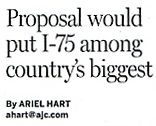 Proposal would
put I-75 among
country's biggest
By ARIEL HART
ahart@ajc.com